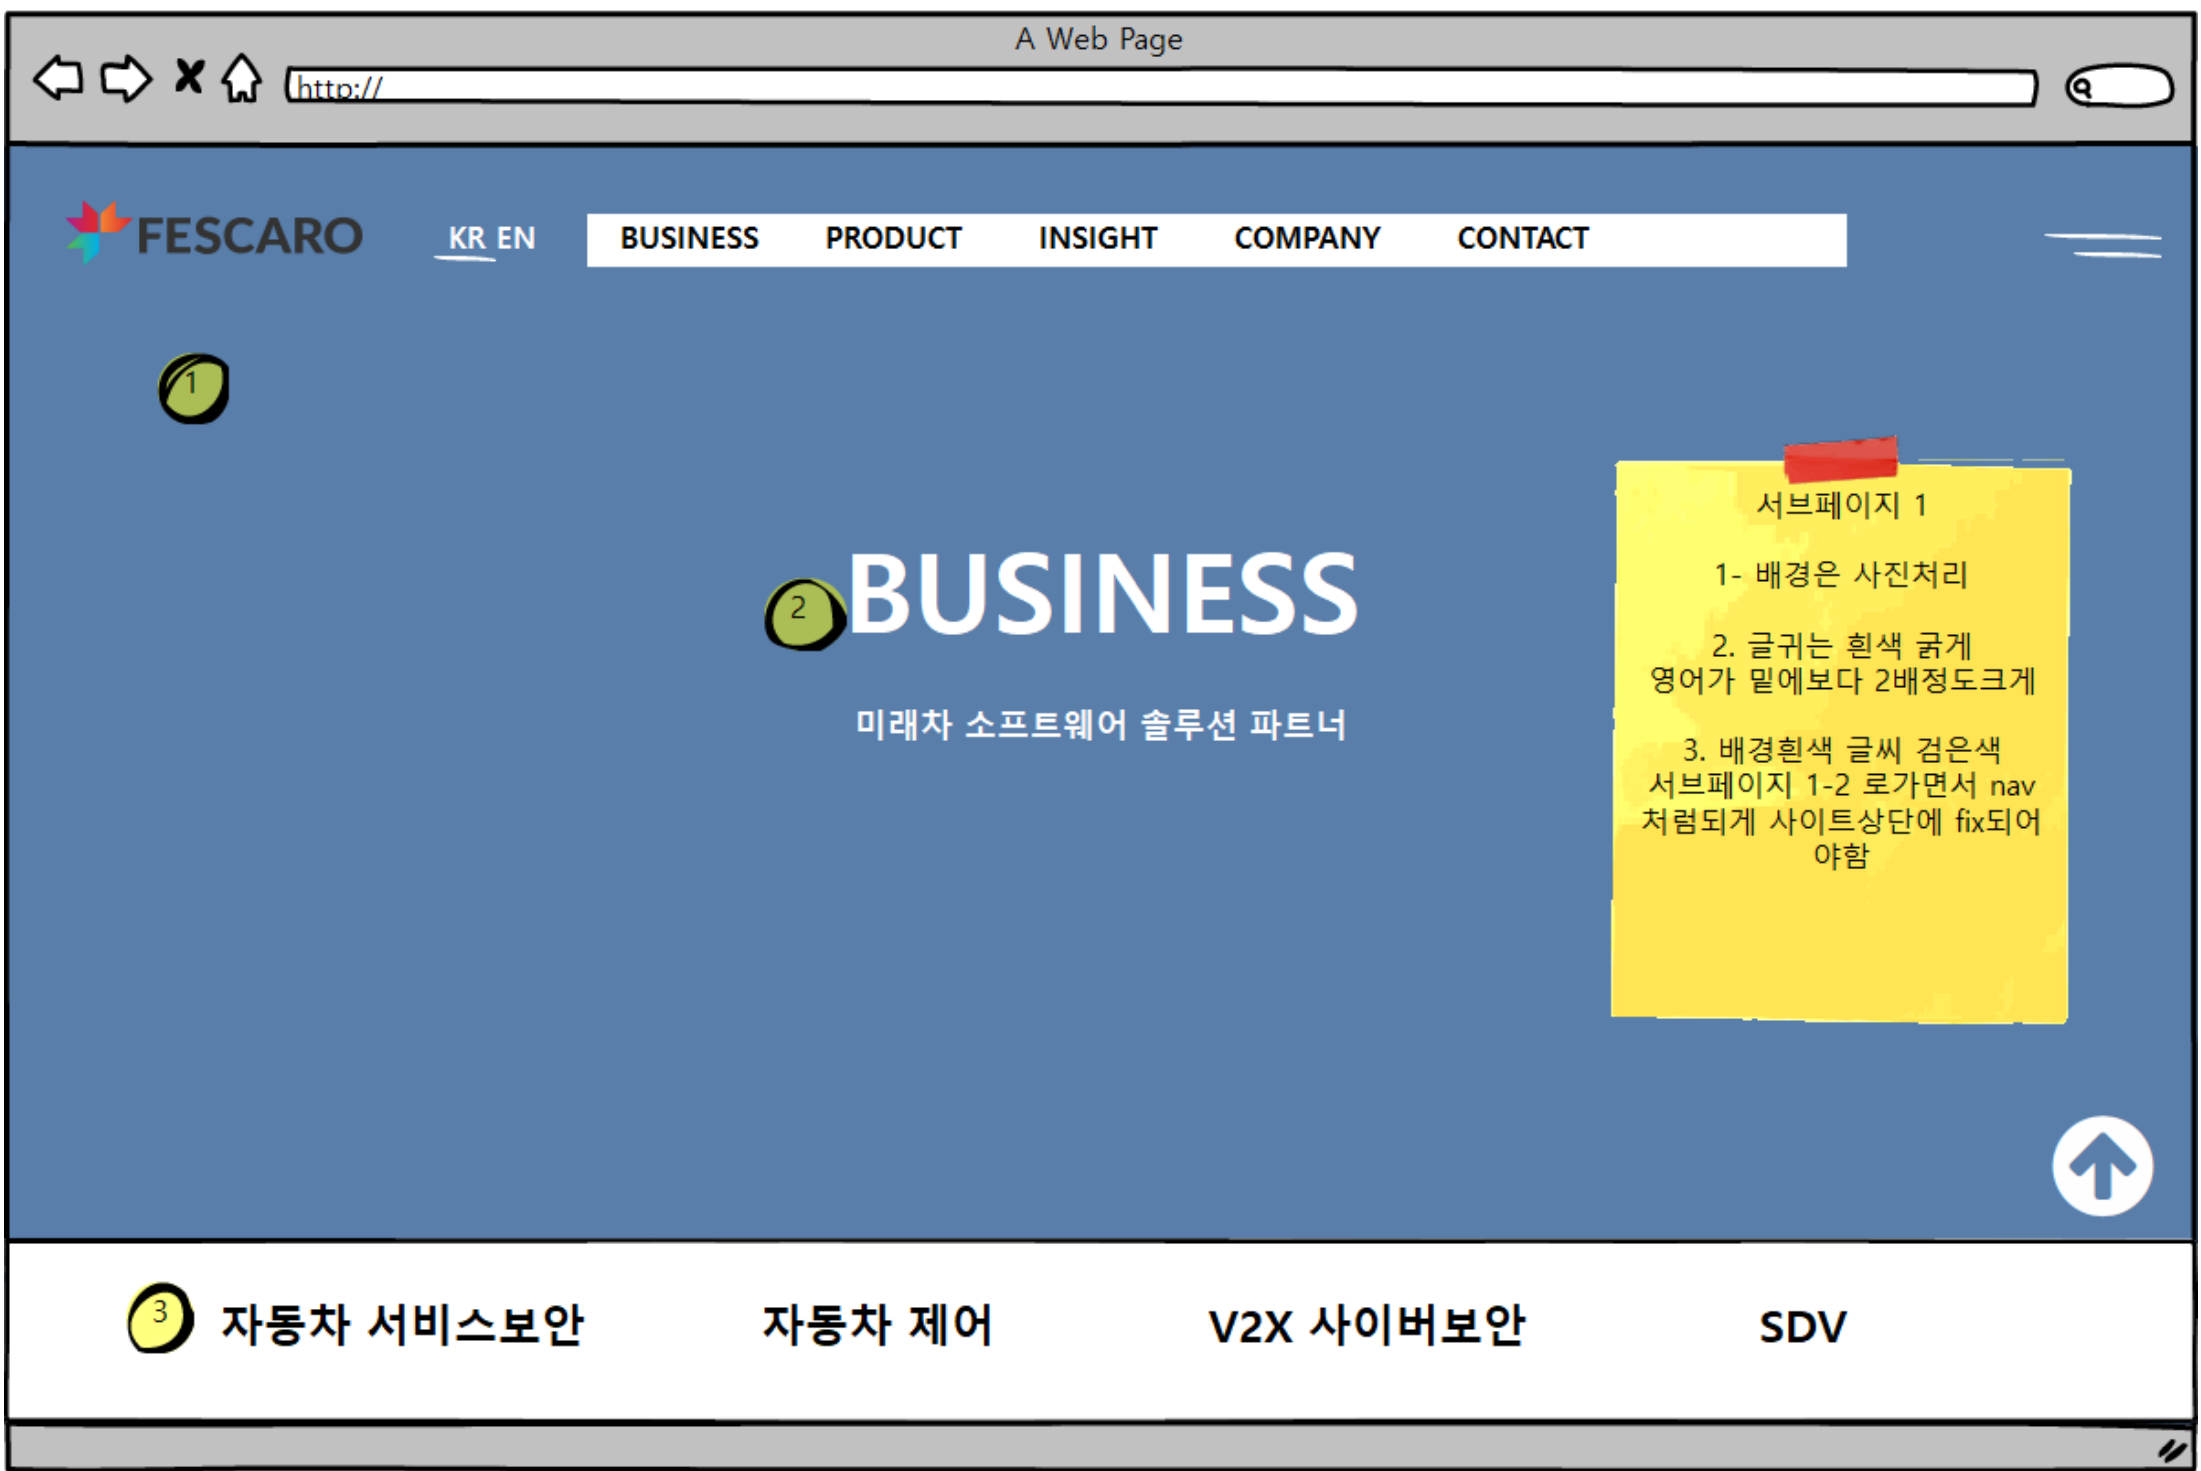 A Web Page
http://
FESCARO
KR EN
BUSINESS
PRODUCT
INSIGHT
COMPANY
CONTACT
1
2
BUSINESS
미래차 소프트웨어 솔루션 파트너
서브페이지 1
1- 배경은 사진처리
2. 글귀는 흰색 굵게
영어가 밑에보다 2배정도크게
3. 배경흰색 글씨 검은색
서브페이지 1-2 로가면서 nav
처럼되게 사이트상단에 fix되어
야함
3
자동차 서비스보안
자동차 제어
V2X 사이버보안
SDV